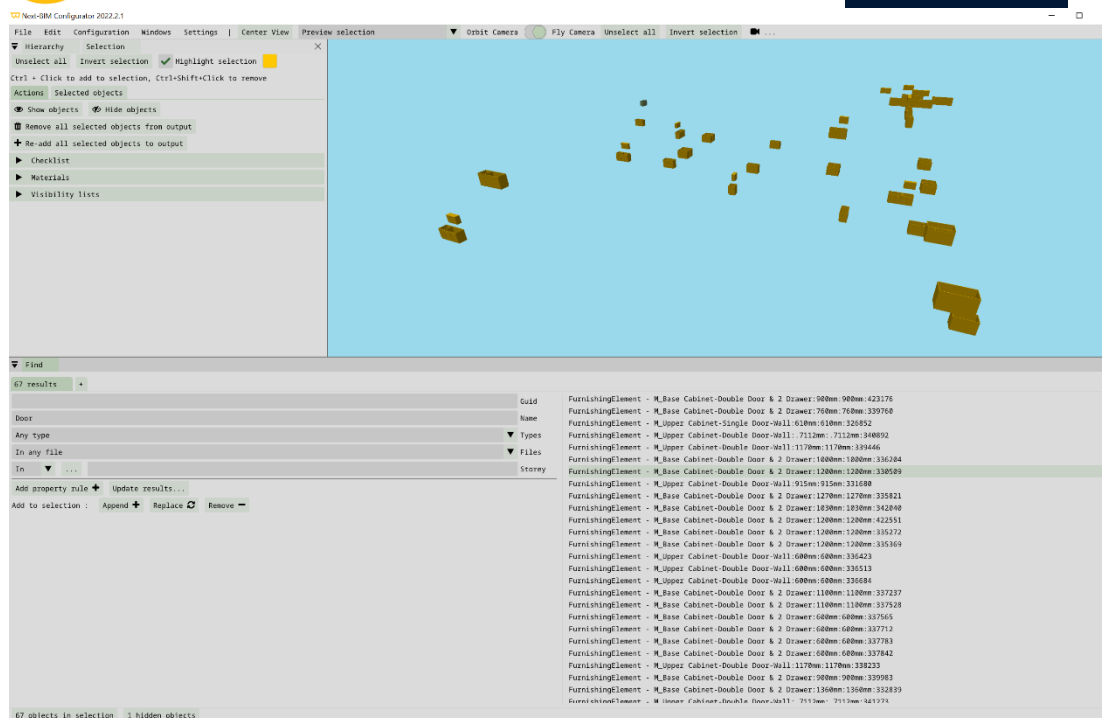 Next-BIM Configurator 2022.2.1
File Edit Configuration Windows Settings | Center View Preview selection Orbit Camera Fly Camera Unselect all Invert selection ...
Hierarchy Selection
Unselect all Invert selection Highlight selection
Ctrl + Click to add to selection, Ctrl+Shift+Click to remove
Actions Selected objects
Show objects Hide objects
Remove all selected objects from output
Re-add all selected objects to output
Checklist
Materials
Visibility lists
Find
67 results +
Guid
Door Name
Any type Types
In any file Files
In ... Storey
Add property rule + Update results...
Add to selection : Append + Replace Remove -
FurnishingElement - M_Base Cabinet-Double Door & 2 Drawer:900mm:900mm:423176
FurnishingElement - M_Base Cabinet-Double Door & 2 Drawer:760mm:760mm:339760
FurnishingElement - M_Upper Cabinet-Single Door-Wall:610mm:610mm:326852
FurnishingElement - M_Upper Cabinet-Double Door-Wall:.7112mm:.7112mm:340892
FurnishingElement - M_Upper Cabinet-Double Door-Wall:1170mm:1170mm:339446
FurnishingElement - M_Base Cabinet-Double Door & 2 Drawer:1000mm:1000mm:336204
FurnishingElement - M_Base Cabinet-Double Door & 2 Drawer:1200mm:1200mm:330509
FurnishingElement - M_Upper Cabinet-Double Door-Wall:915mm:915mm:331680
FurnishingElement - M_Base Cabinet-Double Door & 2 Drawer:1270mm:1270mm:335821
FurnishingElement - M_Base Cabinet-Double Door & 2 Drawer:1030mm:1030mm:342040
FurnishingElement - M_Base Cabinet-Double Door & 2 Drawer:1200mm:1200mm:422551
FurnishingElement - M_Base Cabinet-Double Door & 2 Drawer:1200mm:1200mm:335272
FurnishingElement - M_Base Cabinet-Double Door & 2 Drawer:1200mm:1200mm:335369
FurnishingElement - M_Upper Cabinet-Double Door-Wall:600mm:600mm:336423
FurnishingElement - M_Upper Cabinet-Double Door-Wall:600mm:600mm:336513
FurnishingElement - M_Upper Cabinet-Double Door-Wall:600mm:600mm:336684
FurnishingElement - M_Base Cabinet-Double Door & 2 Drawer:1100mm:1100mm:337237
FurnishingElement - M_Base Cabinet-Double Door & 2 Drawer:1100mm:1100mm:337528
FurnishingElement - M_Base Cabinet-Double Door & 2 Drawer:600mm:600mm:337565
FurnishingElement - M_Base Cabinet-Double Door & 2 Drawer:600mm:600mm:337712
FurnishingElement - M_Base Cabinet-Double Door & 2 Drawer:600mm:600mm:337783
FurnishingElement - M_Base Cabinet-Double Door & 2 Drawer:600mm:600mm:337842
FurnishingElement - M_Upper Cabinet-Double Door-Wall:1170mm:1170mm:338233
FurnishingElement - M_Base Cabinet-Double Door & 2 Drawer:900mm:900mm:339983
FurnishingElement - M_Base Cabinet-Double Door & 2 Drawer:1360mm:1360mm:332839
FurnishingElement - M_Upper Cabinet-Double Door-Wall:.7112mm:.7112mm:341273
67 objects in selection 1 hidden objects